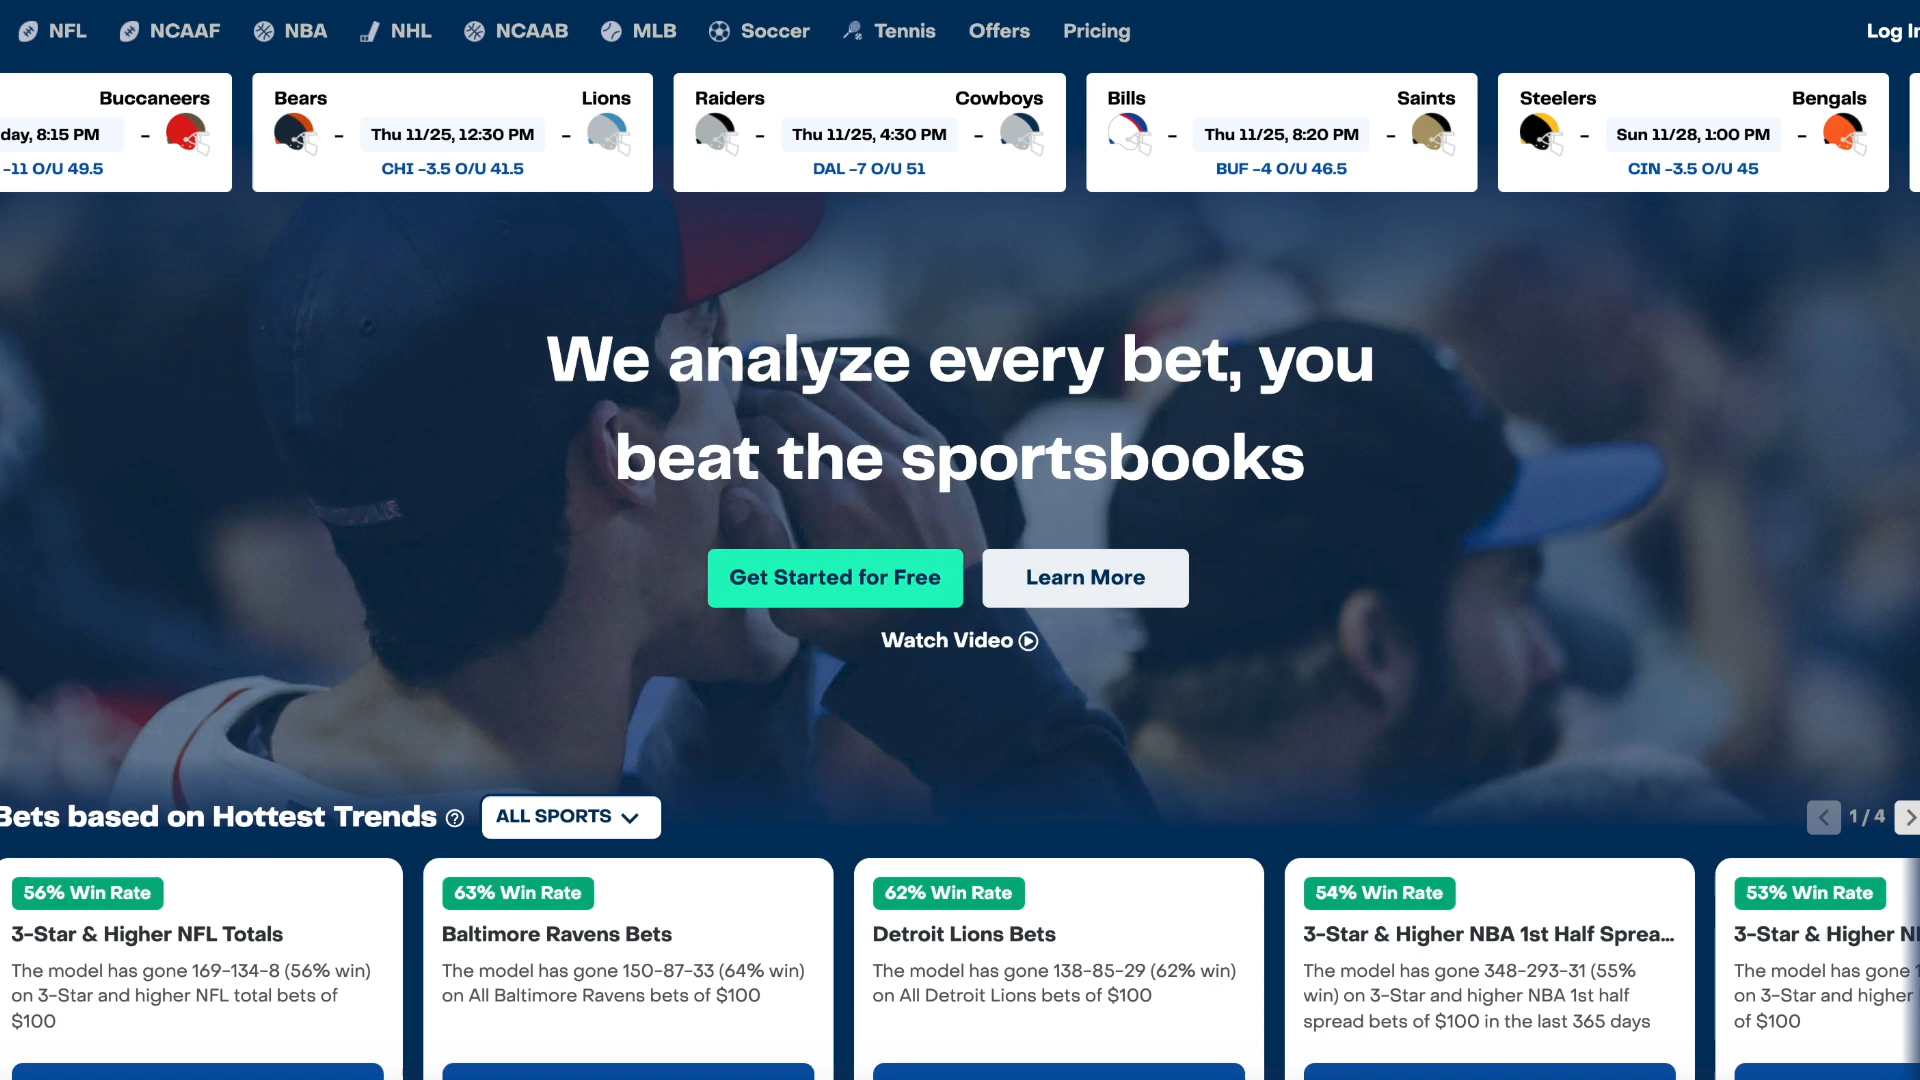 NFL NCAAF NBA NHL NCAAB MLB Soccer Tennis Offers Pricing Log In
Buccaneers
day, 8:15 PM -
-11 O/U 49.5
Bears Lions
- Thu 11/25, 12:30 PM -
CHI -3.5 O/U 41.5
Raiders Cowboys
- Thu 11/25, 4:30 PM -
DAL -7 O/U 51
Bills Saints
- Thu 11/25, 8:20 PM -
BUF -4 O/U 46.5
Steelers Bengals
- Sun 11/28, 1:00 PM -
CIN -3.5 O/U 45
We analyze every bet, you
beat the sportsbooks
Get Started for Free Learn More
Watch Video
Bets based on Hottest Trends ? ALL SPORTS 1 / 4
56% Win Rate
3-Star & Higher NFL Totals
The model has gone 169-134-8 (56% win)
on 3-Star and higher NFL total bets of
$100
63% Win Rate
Baltimore Ravens Bets
The model has gone 150-87-33 (64% win)
on All Baltimore Ravens bets of $100
62% Win Rate
Detroit Lions Bets
The model has gone 138-85-29 (62% win)
on All Detroit Lions bets of $100
54% Win Rate
3-Star & Higher NBA 1st Half Sprea...
The model has gone 348-293-31 (55%
win) on 3-Star and higher NBA 1st half
spread bets of $100 in the last 365 days
53% Win Rate
3-Star & Higher
The model has gone
on 3-Star and higher
of $100